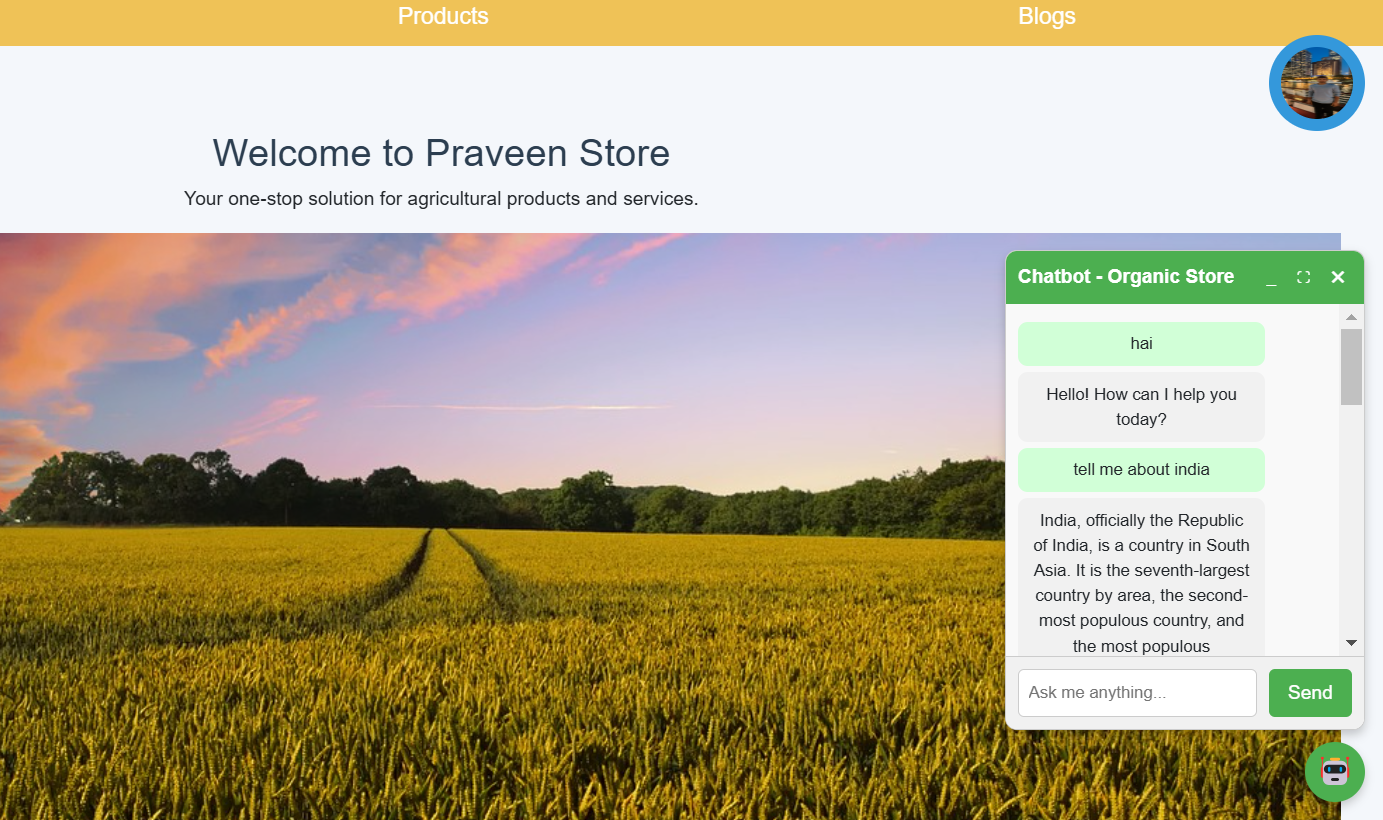 Products
Blogs
Welcome to Praveen Store
Your one-stop solution for agricultural products and services.
Chatbot - Organic Store
hai
Hello! How can I help you
today?
tell me about india
India, officially the Republic
of India, is a country in South
Asia. It is the seventh-largest
country by area, the second-
most populous country, and
the most populous
Ask me anything...
Send